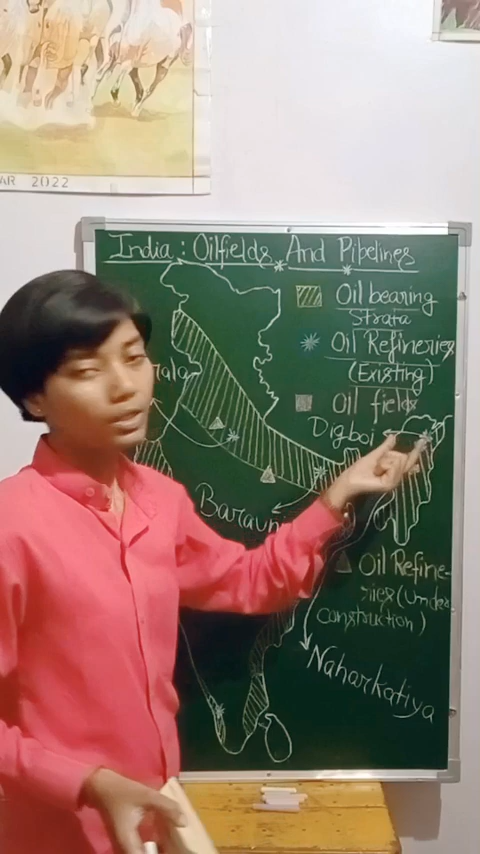 AR 2022
India : Oilfields And Pipelines
Oil bearing
Strata
Oil Refineries
(Existing)
Oil fields
Digboi
Barauni
Oil Refine-
ries (Under
construction)
Naharkatiya